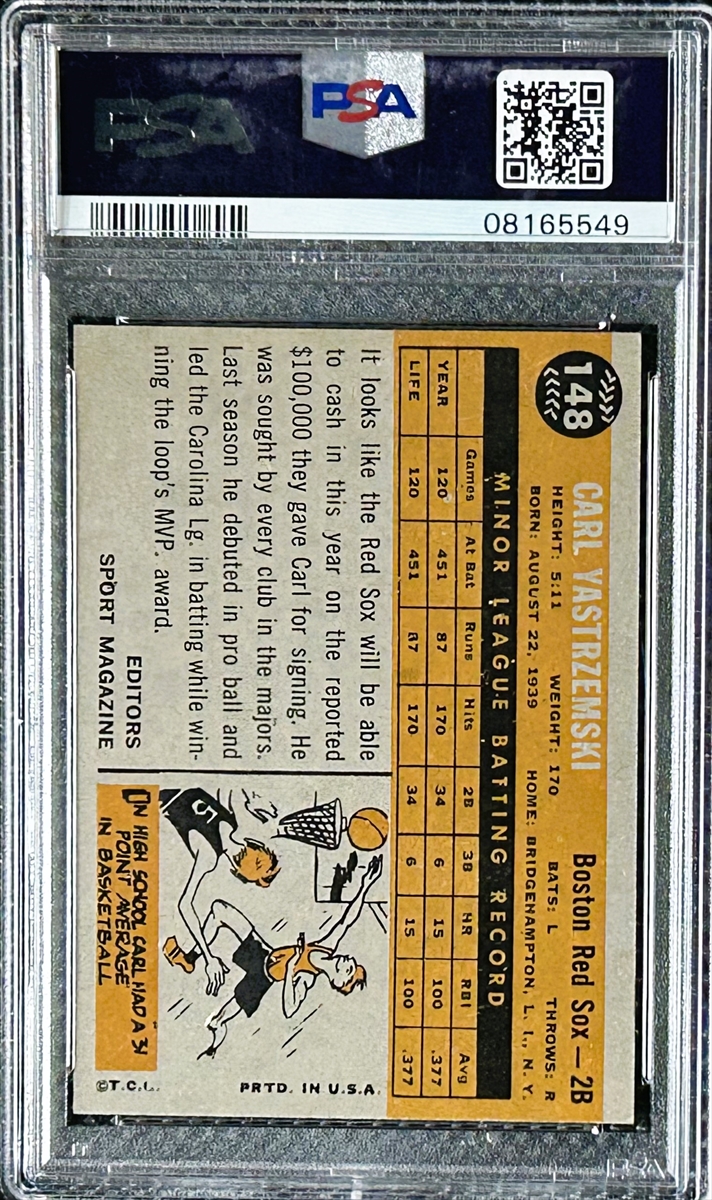 PSA
PSA
08165549
148
CARL YASTRZEMSKI Boston Red Sox—2B
HEIGHT: 5:11 WEIGHT: 170 BATS: L THROWS: R
BORN: AUGUST 22, 1939 HOME: BRIDGEHAMPTON, L. I., N. Y.
MINOR LEAGUE BATTING RECORD
Games At Bat Runs Hits 2B 3B HR RBI Avg
YEAR 120 451 87 170 34 6 15 100 .377
LIFE 120 451 87 170 34 6 15 100 .377
It looks like the Red Sox will be able
to cash in this year on the reported
$100,000 they gave Carl for signing. He
was sought by every club in the majors.
Last season he debuted in pro ball and
led the Carolina Lg. in batting while win-
ning the loop's MVP. award.
EDITORS
SPORT MAGAZINE
5
IN HIGH SCHOOL CARL HAD A "31
POINT AVERAGE"
IN BASKETBALL
©T.C.G. PRTD. IN U.S.A.
PSA